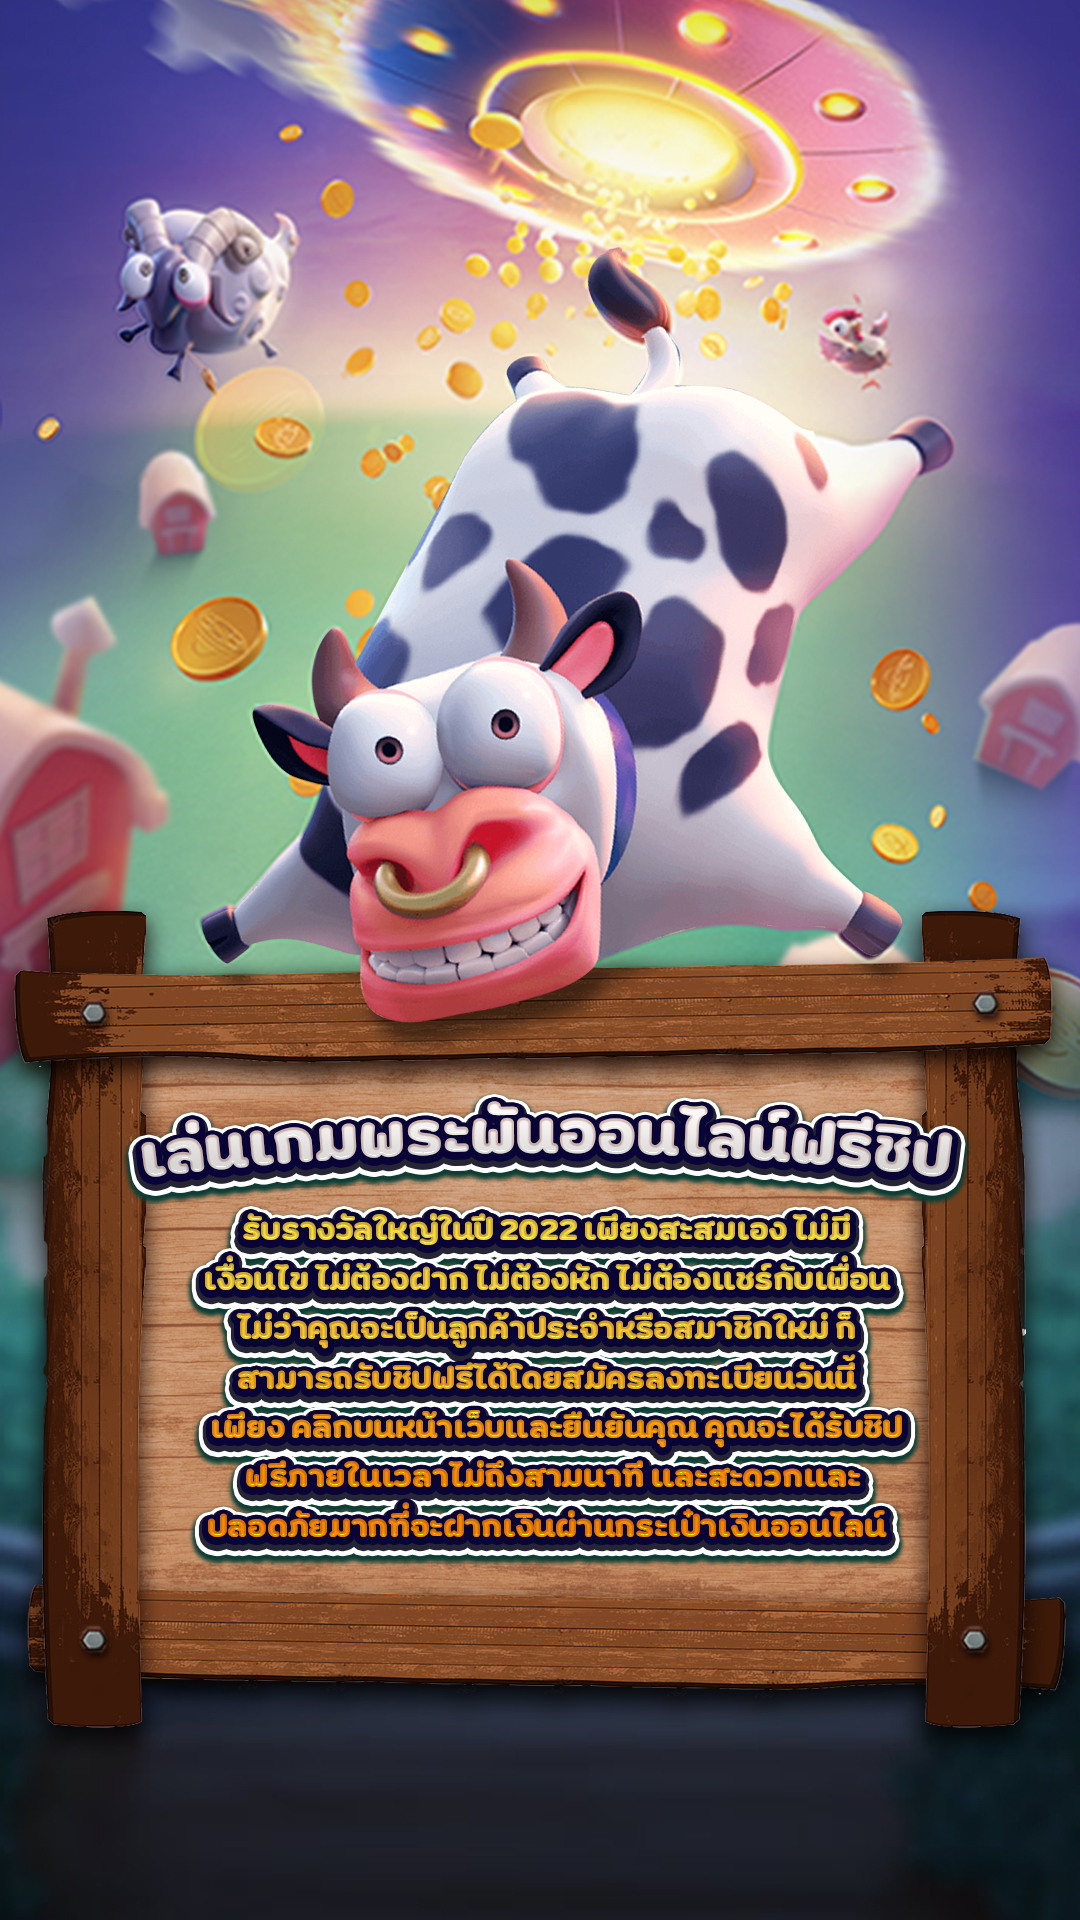 เล่นเกมพระพันออนไลน์ฟรีชิป
รับรางวัลใหญ่ในปี 2022 เพียงสะสมเอง ไม่มี
เงื่อนไข ไม่ต้องฝาก ไม่ต้องหัก ไม่ต้องแชร์กับเพื่อน
ไม่ว่าคุณจะเป็นลูกค้าประจำหรือสมาชิกใหม่ ก็
สามารถรับชิปฟรีได้โดยสมัครลงทะเบียนวันนี้
เพียง คลิกบนหน้าเว็บและยืนยันคุณ คุณจะได้รับชิป
ฟรีภายในเวลาไม่ถึงสามนาที และสะดวกและ
ปลอดภัยมากที่จะฝากเงินผ่านกระเป๋าเงินออนไลน์